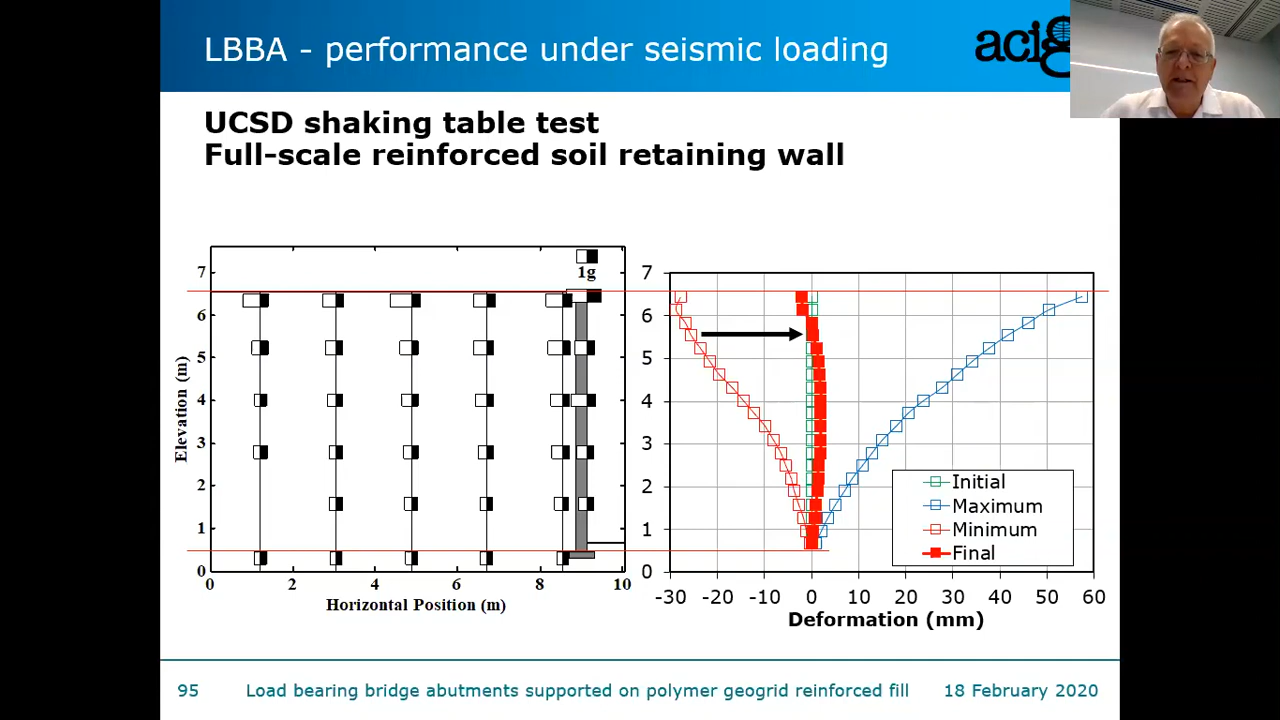 LBBA - performance under seismic loading
acig
UCSD shaking table test
Full-scale reinforced soil retaining wall
1g
7
6
5
4
3
2
1
0
Elevation (m)
0 2 4 6 8 10
Horizontal Position (m)
7
6
5
4
3
2
1
0
Initial
Maximum
Minimum
Final
-30 -20 -10 0 10 20 30 40 50 60
Deformation (mm)
95 Load bearing bridge abutments supported on polymer geogrid reinforced fill 18 February 2020